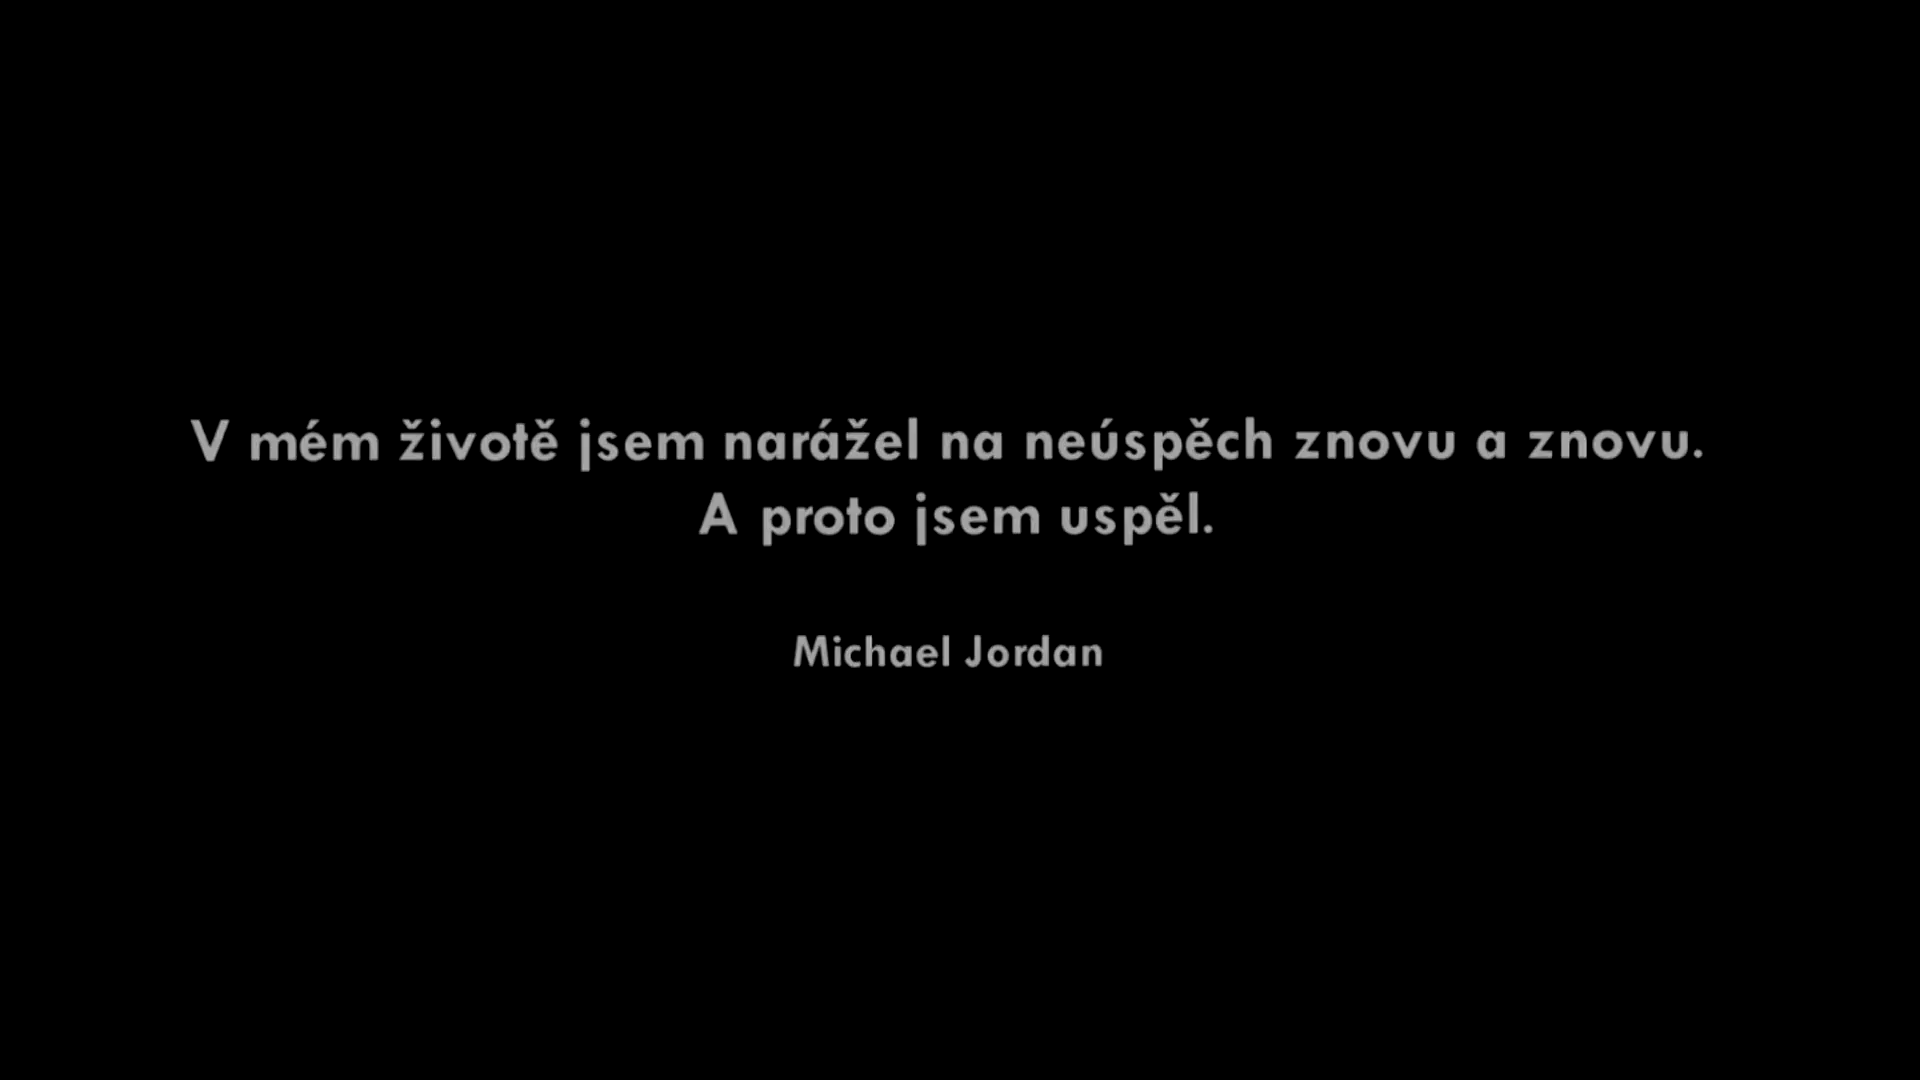 V mém životě jsem narážel na neúspěch znovu a znovu.
A proto jsem uspěl.
Michael Jordan